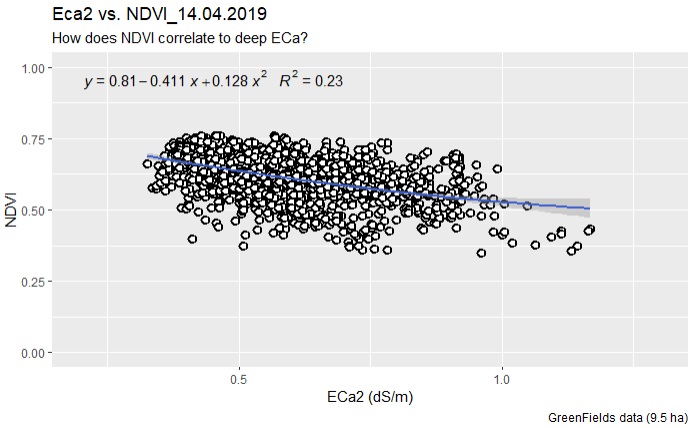 Eca2 vs. NDVI_14.04.2019
How does NDVI correlate to deep ECa?
y = 0.81 − 0.411 x + 0.128 x² R² = 0.23
1.00
0.75
0.50
0.25
0.00
NDVI
0.5 1.0
ECa2 (dS/m)
GreenFields data (9.5 ha)